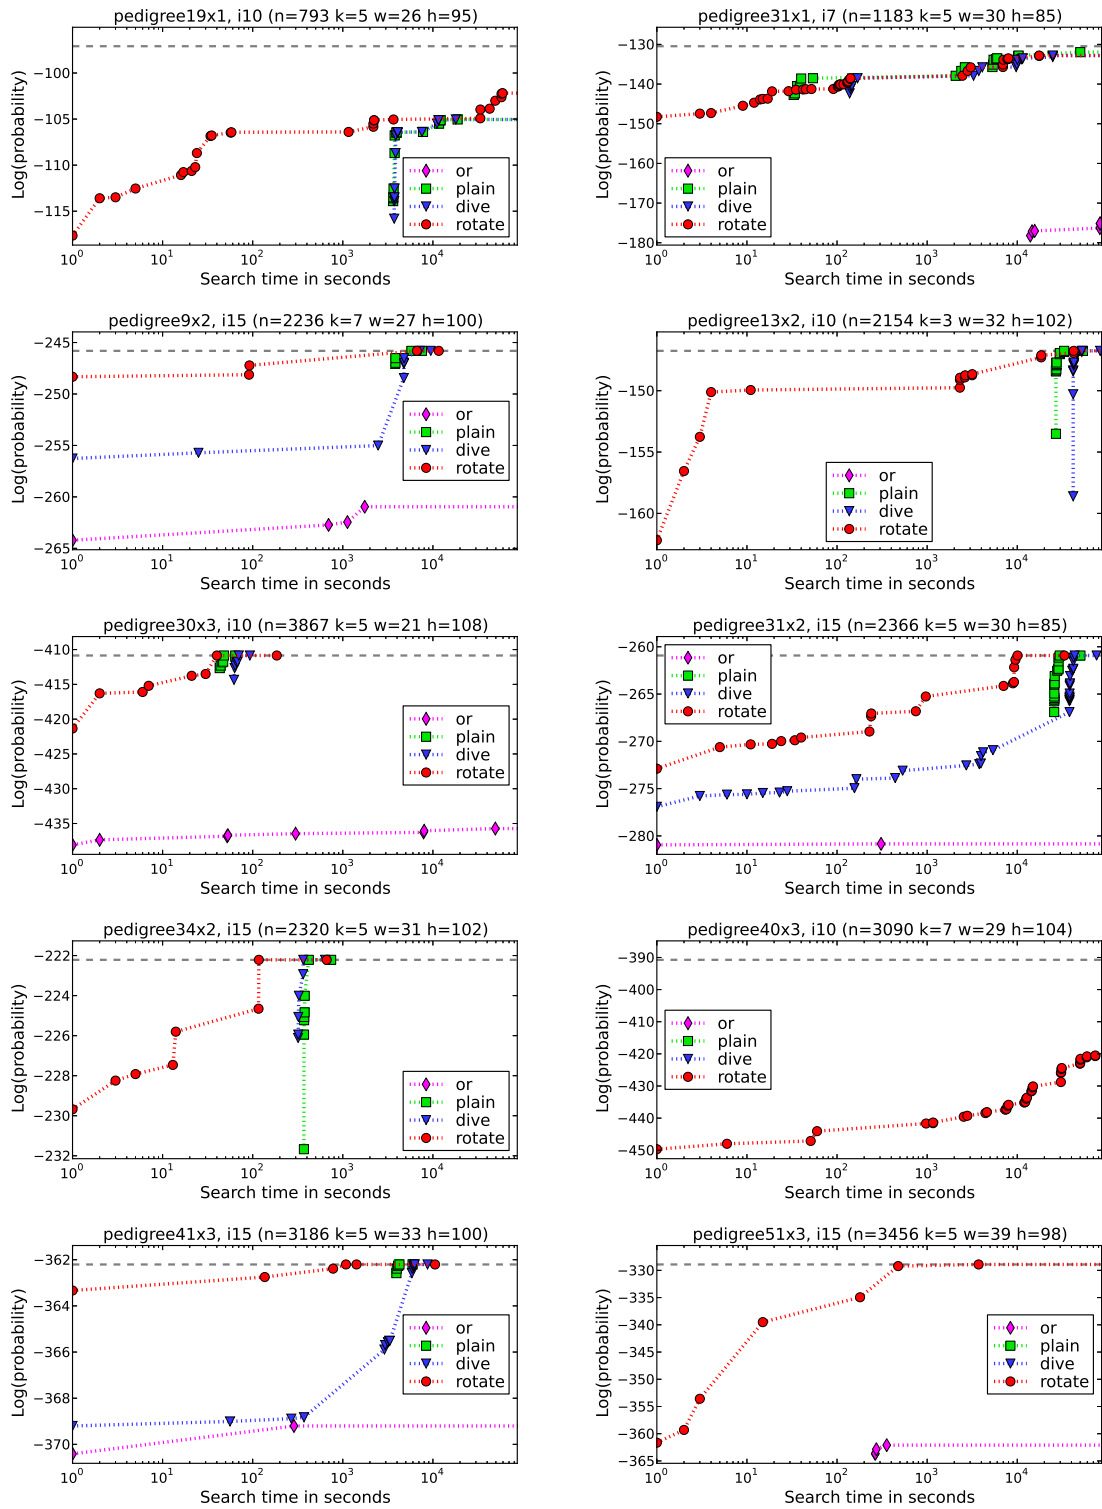 pedigree19x1, i10 (n=793 k=5 w=26 h=95)
Log(probability)
−100
−105
−110
−115
10^0 10^1 10^2 10^3 10^4
Search time in seconds
or
plain
dive
rotate
pedigree31x1, i7 (n=1183 k=5 w=30 h=85)
Log(probability)
−130
−140
−150
−160
−170
−180
10^0 10^1 10^2 10^3 10^4
Search time in seconds
or
plain
dive
rotate
pedigree9x2, i15 (n=2236 k=7 w=27 h=100)
Log(probability)
−245
−250
−255
−260
−265
10^0 10^1 10^2 10^3 10^4
Search time in seconds
or
plain
dive
rotate
pedigree13x2, i10 (n=2154 k=3 w=32 h=102)
Log(probability)
−150
−155
−160
10^0 10^1 10^2 10^3 10^4
Search time in seconds
or
plain
dive
rotate
pedigree30x3, i10 (n=3867 k=5 w=21 h=108)
Log(probability)
−410
−415
−420
−425
−430
−435
10^0 10^1 10^2 10^3 10^4
Search time in seconds
or
plain
dive
rotate
pedigree31x2, i15 (n=2366 k=5 w=30 h=85)
Log(probability)
−260
−265
−270
−275
−280
10^0 10^1 10^2 10^3 10^4
Search time in seconds
or
plain
dive
rotate
pedigree34x2, i15 (n=2320 k=5 w=31 h=102)
Log(probability)
−222
−224
−226
−228
−230
−232
10^0 10^1 10^2 10^3 10^4
Search time in seconds
or
plain
dive
rotate
pedigree40x3, i10 (n=3090 k=7 w=29 h=104)
Log(probability)
−390
−400
−410
−420
−430
−440
−450
10^0 10^1 10^2 10^3 10^4
Search time in seconds
or
plain
dive
rotate
pedigree41x3, i15 (n=3186 k=5 w=33 h=100)
Log(probability)
−362
−364
−366
−368
−370
10^0 10^1 10^2 10^3 10^4
Search time in seconds
or
plain
dive
rotate
pedigree51x3, i15 (n=3456 k=5 w=39 h=98)
Log(probability)
−330
−335
−340
−345
−350
−355
−360
−365
10^0 10^1 10^2 10^3 10^4
Search time in seconds
or
plain
dive
rotate